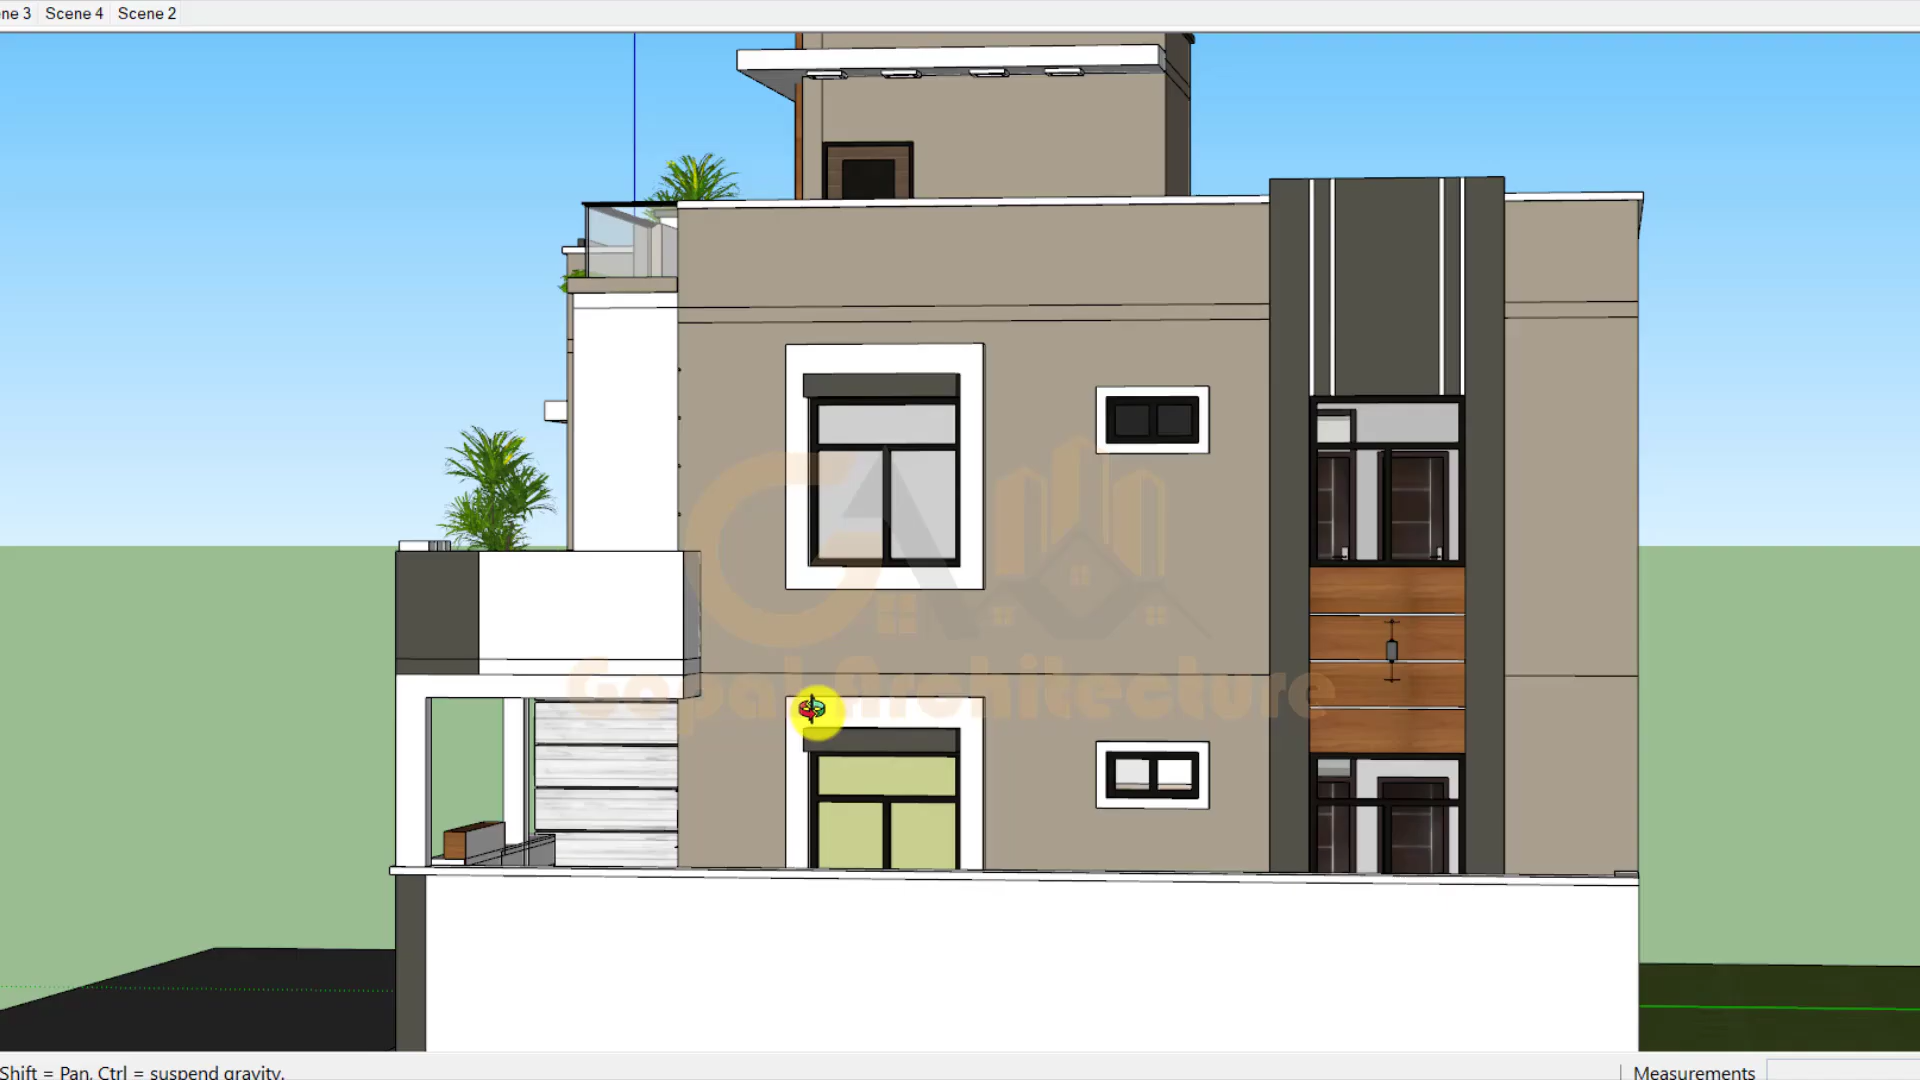 ne 3 Scene 4 Scene 2
Gopal Architecture
Shift = Pan, Ctrl = suspend gravity.
Measurements